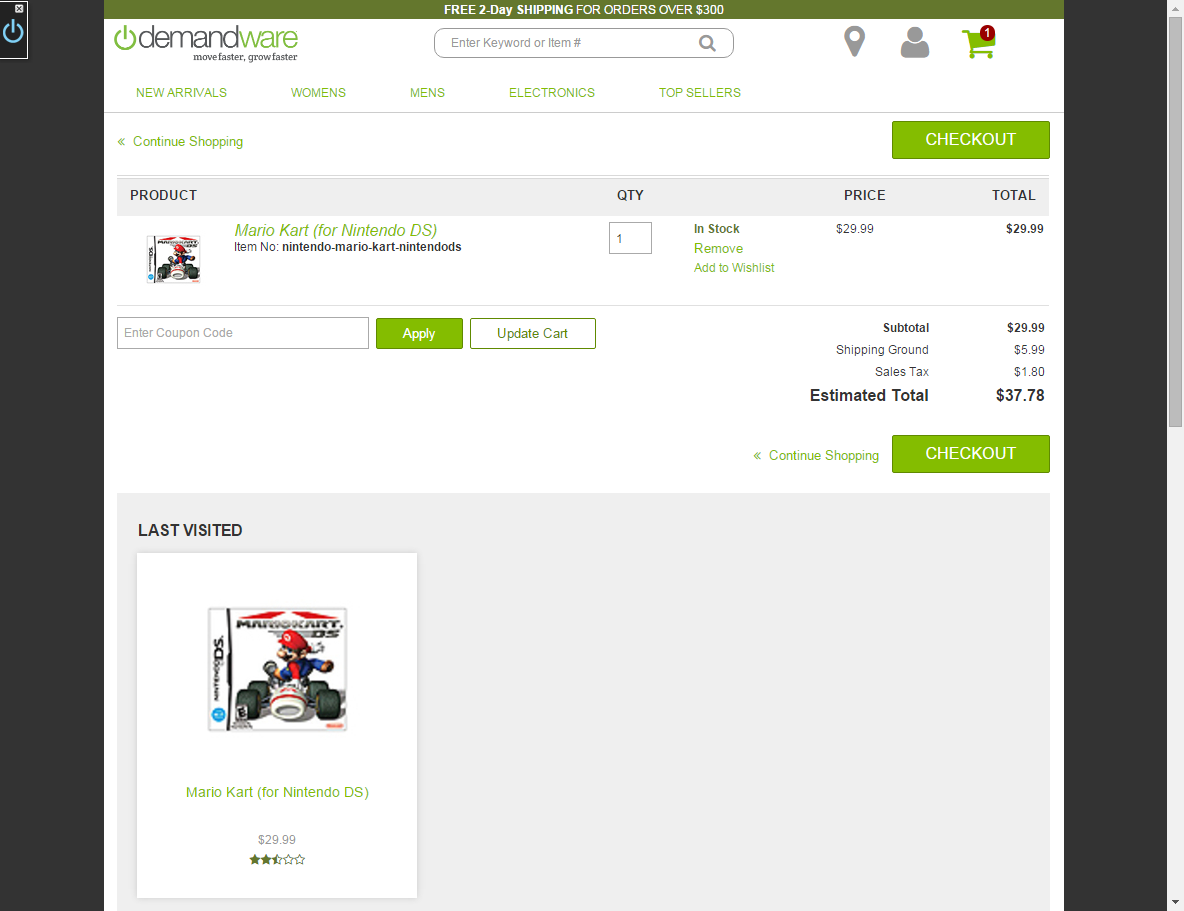 FREE 2-Day SHIPPING FOR ORDERS OVER $300
demandware
move faster, grow faster
Enter Keyword or Item #
1
NEW ARRIVALS WOMENS MENS ELECTRONICS TOP SELLERS
« Continue Shopping
CHECKOUT
PRODUCT QTY PRICE TOTAL
Mario Kart (for Nintendo DS) 1 In Stock $29.99 $29.99
Item No: nintendo-mario-kart-nintendods
Remove
Add to Wishlist
Enter Coupon Code Apply Update Cart
Subtotal $29.99
Shipping Ground $5.99
Sales Tax $1.80
Estimated Total $37.78
« Continue Shopping CHECKOUT
LAST VISITED
MARIOKART
DS
NINTENDO DS
E
Mario Kart (for Nintendo DS)
$29.99